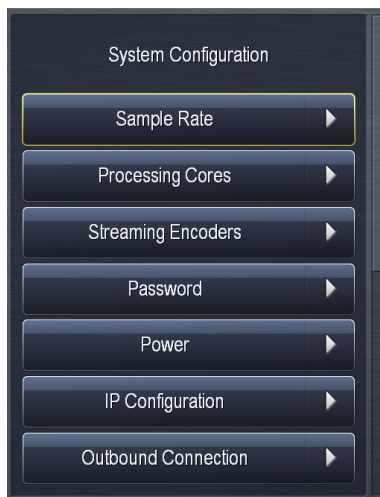 System Configuration
Sample Rate
Processing Cores
Streaming Encoders
Password
Power
IP Configuration
Outbound Connection